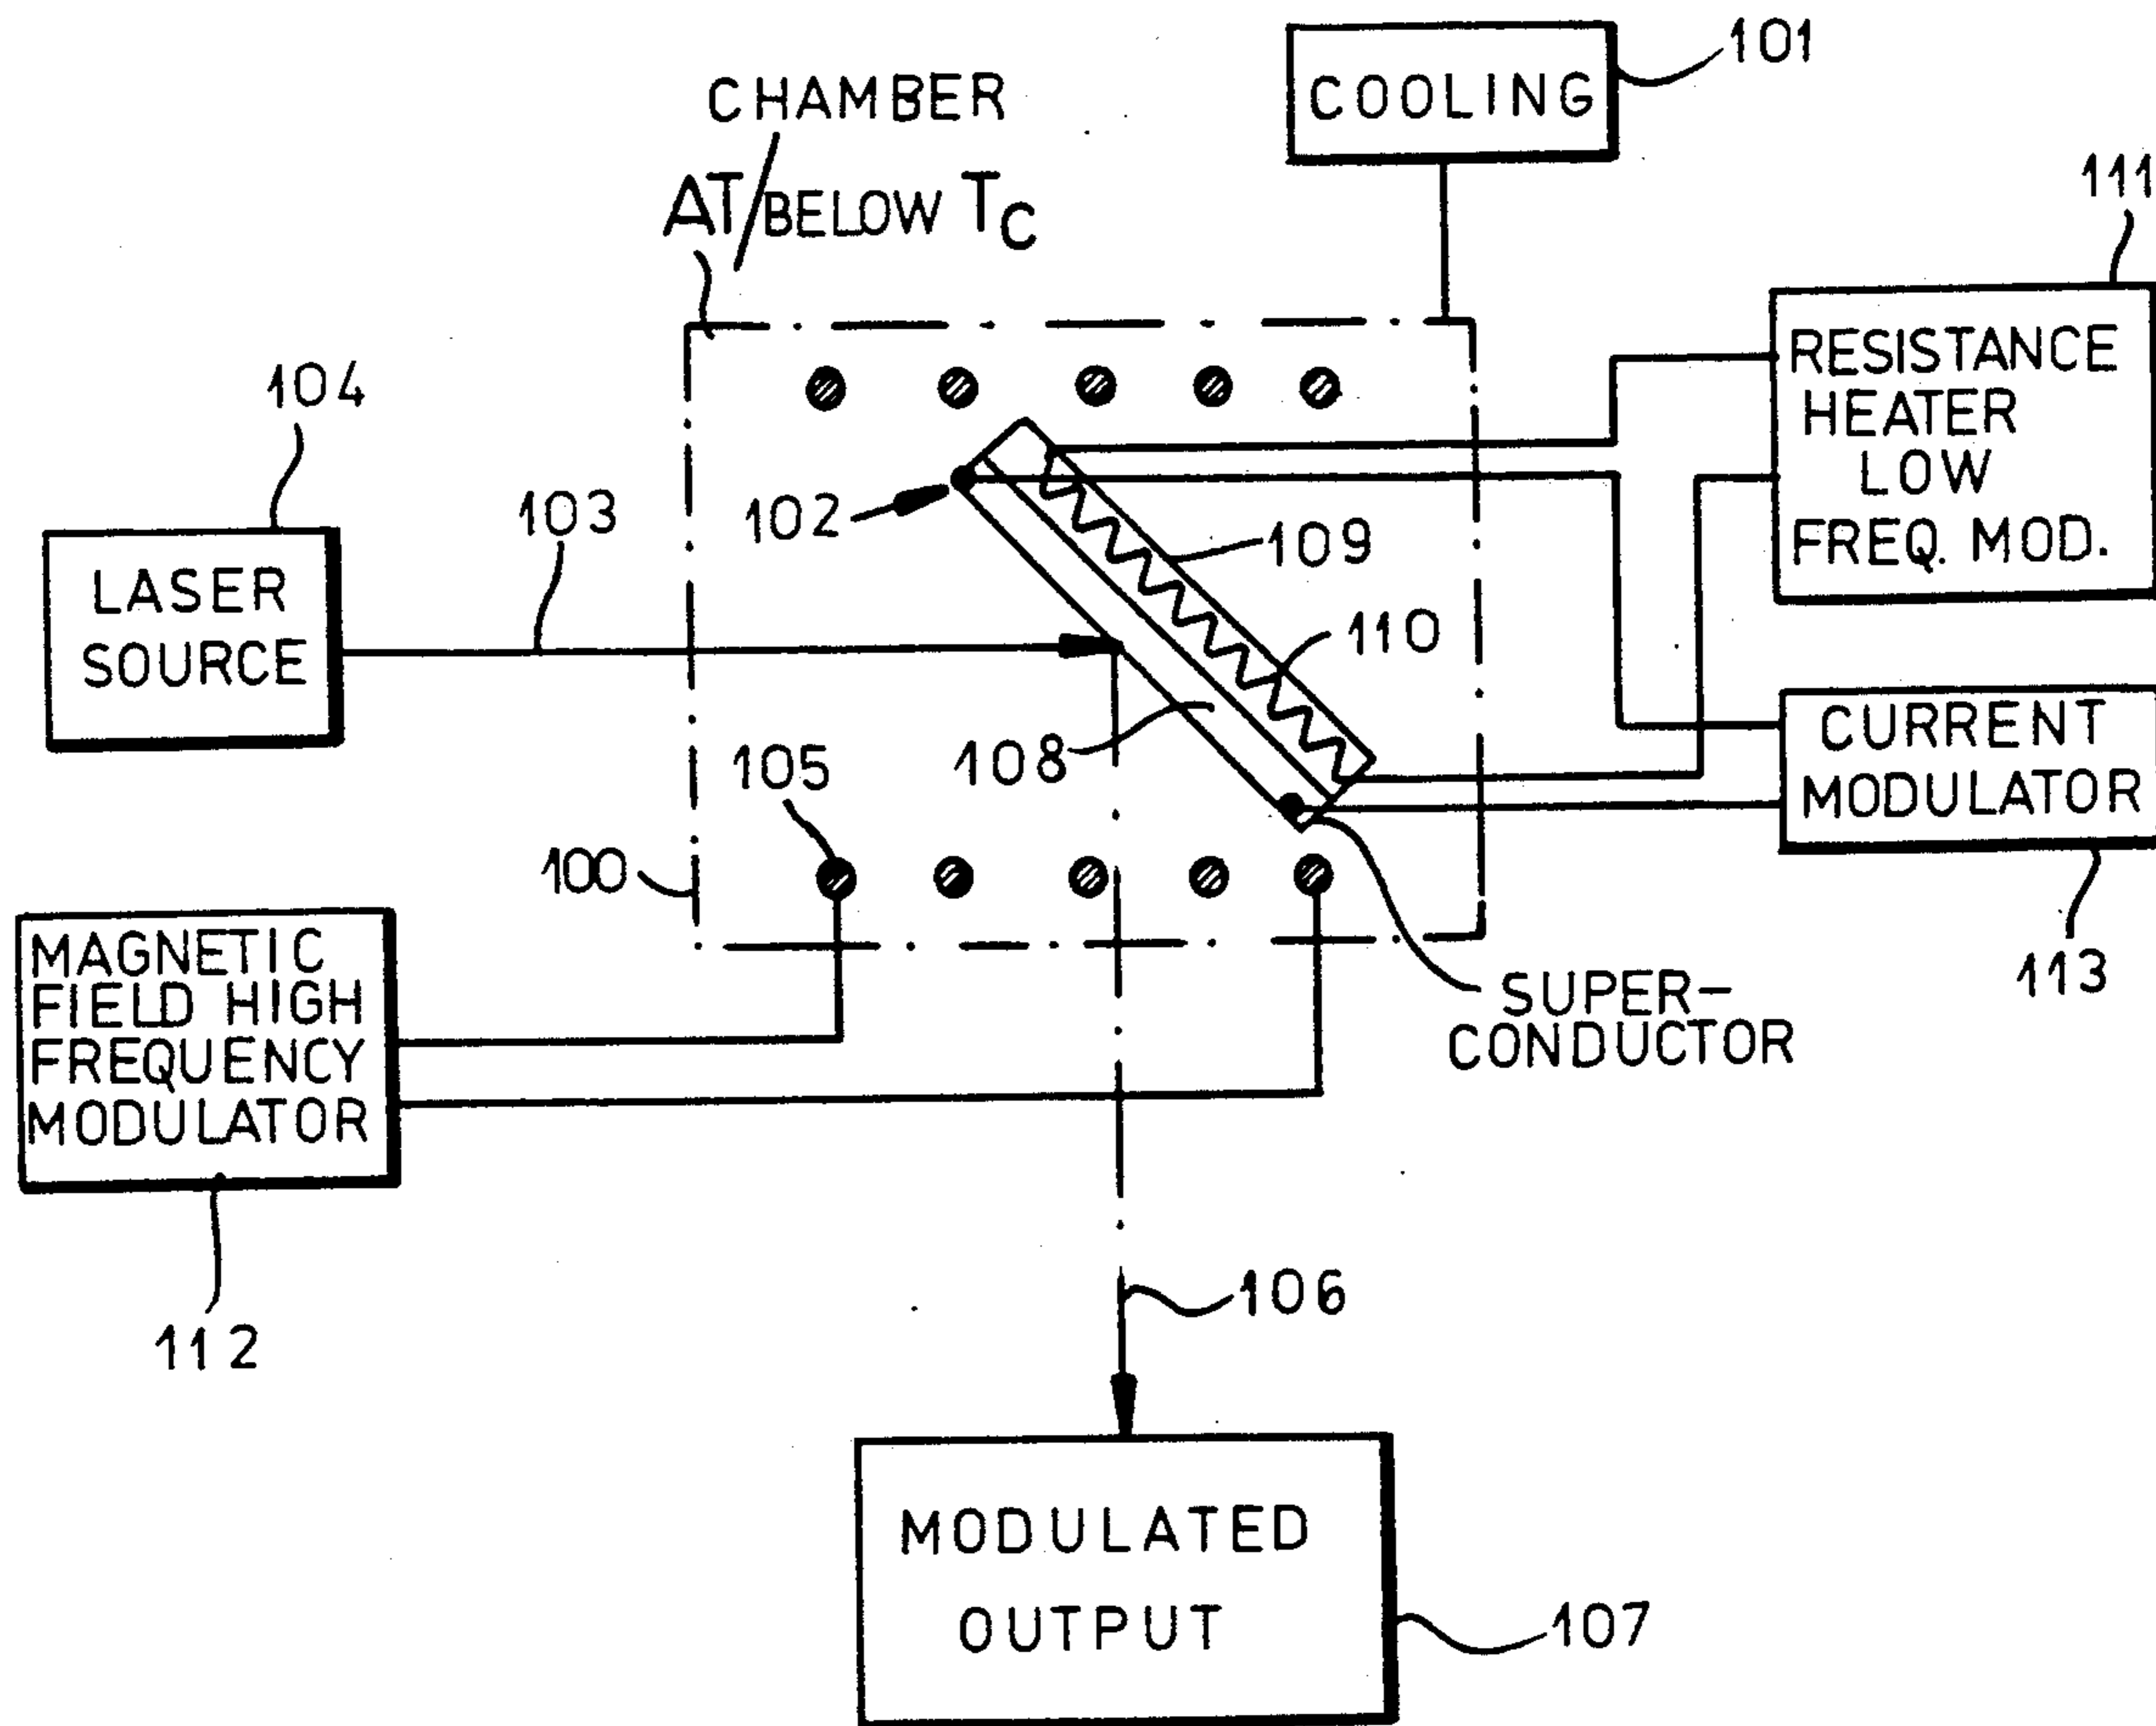 101
COOLING
CHAMBER
AT/BELOW TC
111
RESISTANCE
HEATER
LOW
FREQ. MOD.
104
LASER
SOURCE
103
102
109
110
108
105
100
CURRENT
MODULATOR
113
MAGNETIC
FIELD HIGH
FREQUENCY
MODULATOR
112
SUPER-
CONDUCTOR
106
MODULATED
OUTPUT
107